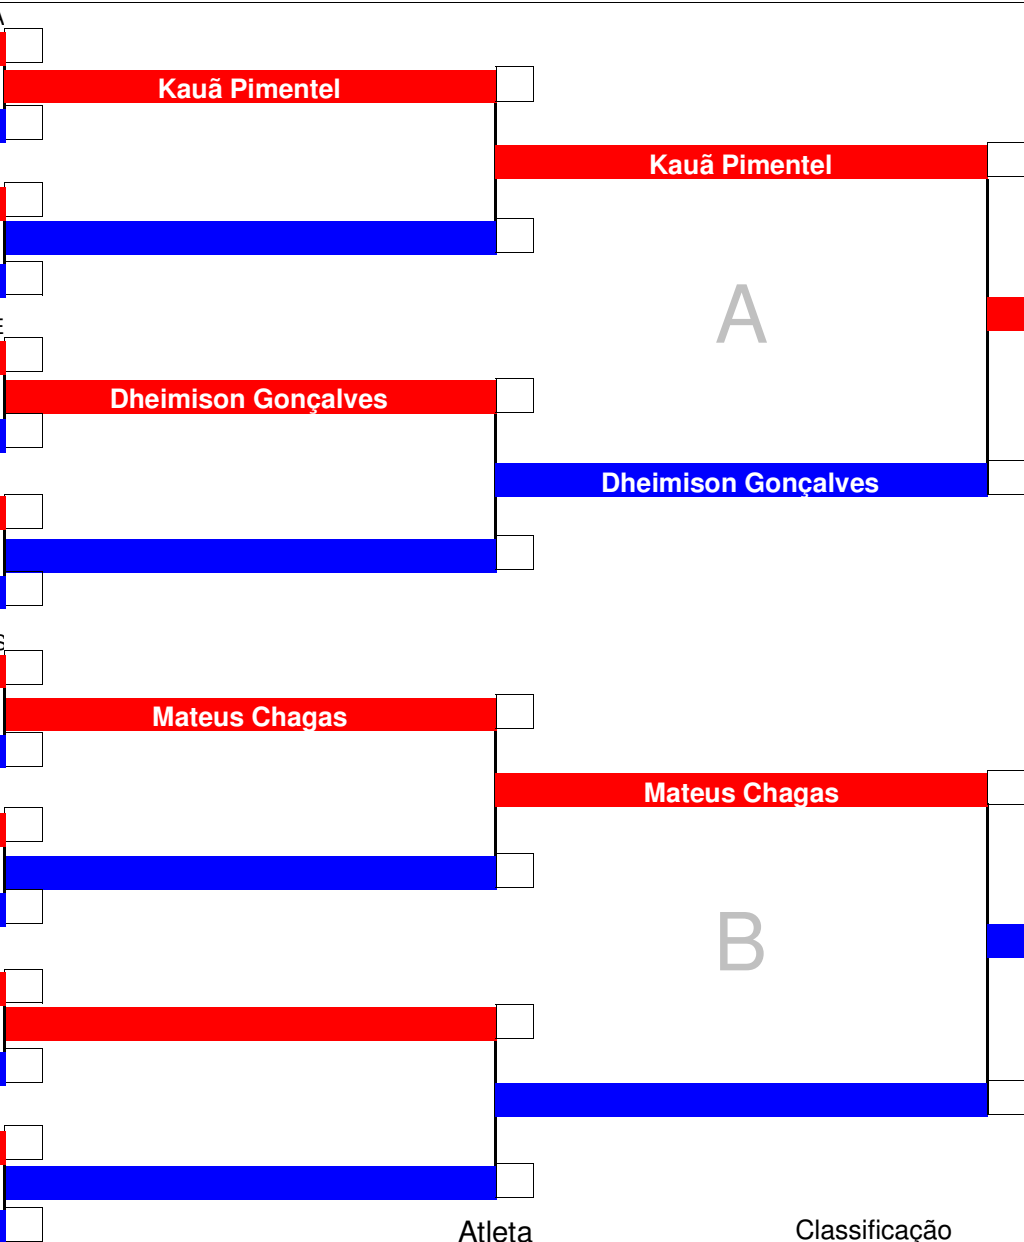 Kauã Pimentel
Kauã Pimentel
A
Dheimison Gonçalves
Dheimison Gonçalves
Mateus Chagas
Mateus Chagas
B
Atleta
Classificação